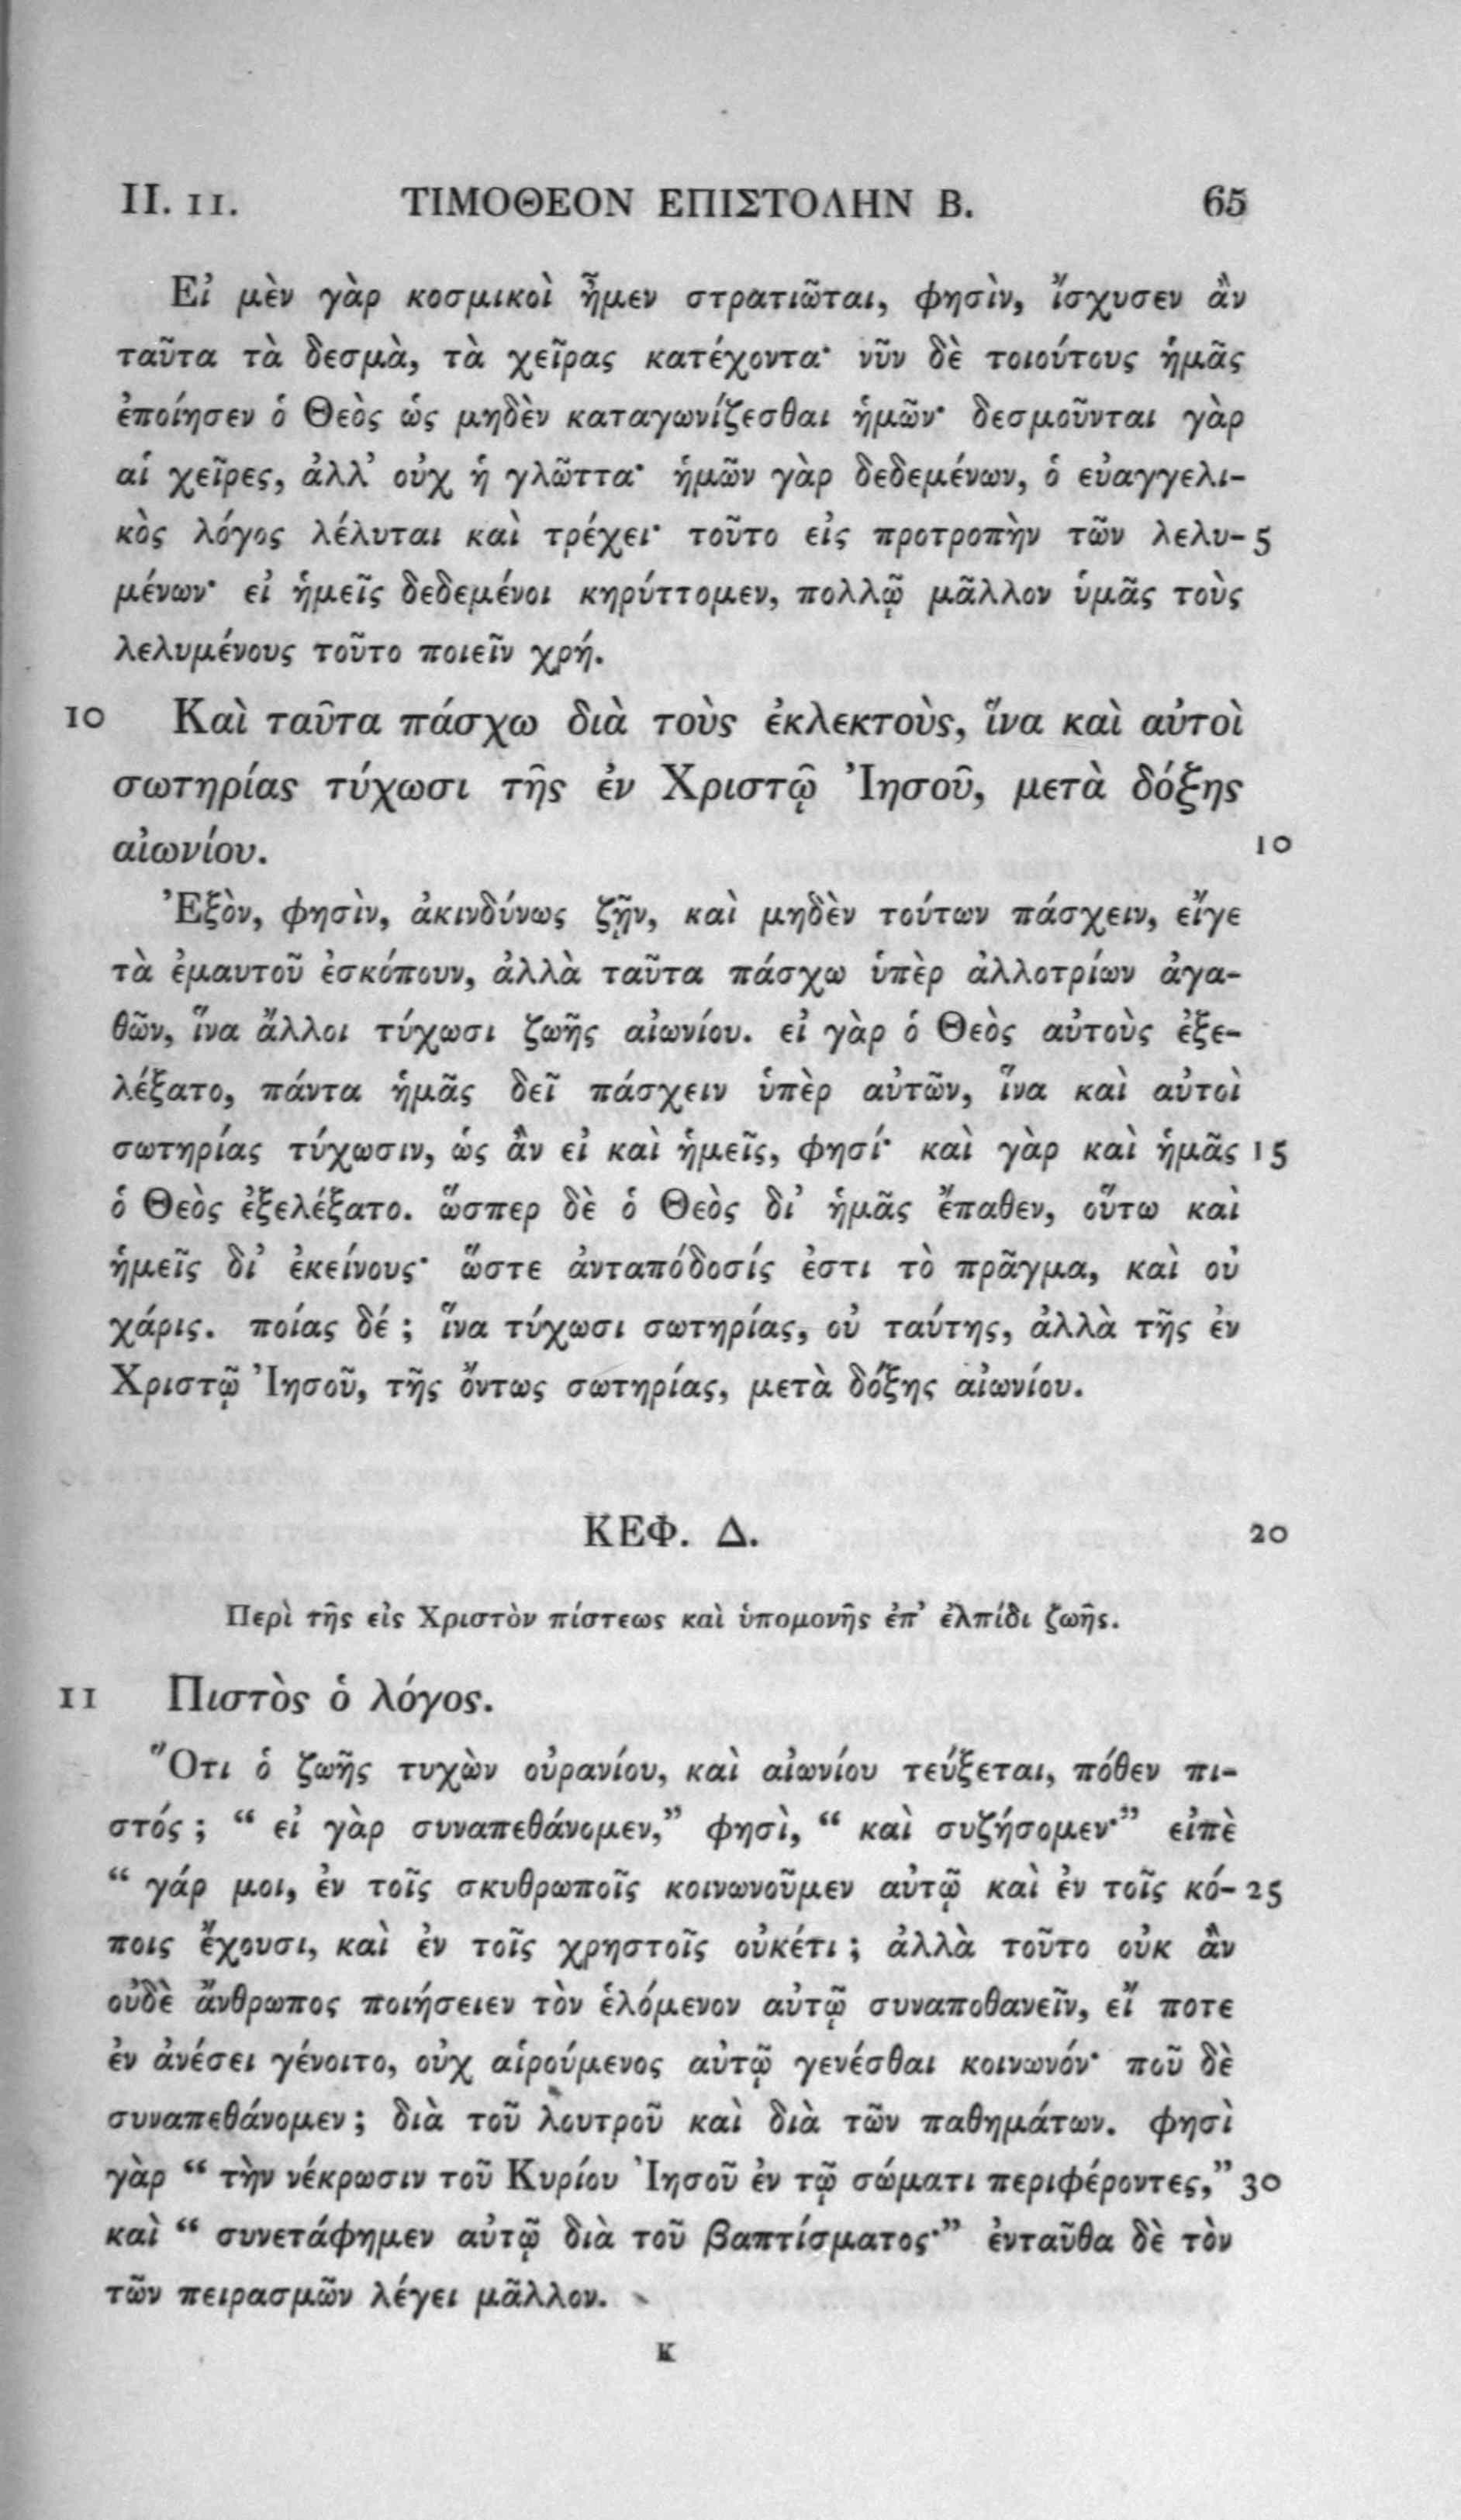 II. 11. ΤΙΜΟΘΕΟΝ ΕΠΙΣΤΟΛΗΝ Β. 65
Εἰ μὲν γὰρ κοσμικοὶ ἦμεν στρατιῶται, φησὶν, ἴσχυσεν ἂν
ταῦτα τὰ δεσμὰ, τὰ χεῖρας κατέχοντα· νῦν δὲ τοιούτους ἡμᾶς
ἐποίησεν ὁ Θεὸς ὡς μηδὲν καταγωνίζεσθαι ἡμῶν· δεσμοῦνται γὰρ
αἱ χεῖρες, ἀλλ’ οὐχ ἡ γλῶττα· ἡμῶν γὰρ δεδεμένων, ὁ εὐαγγελι-
κὸς λόγος λέλυται καὶ τρέχει· τοῦτο εἰς προτροπὴν τῶν λελυ- 5
μένων· εἰ ἡμεῖς δεδεμένοι κηρύττομεν, πολλῷ μᾶλλον ὑμᾶς τοὺς
λελυμένους τοῦτο ποιεῖν χρή.
10 Καὶ ταῦτα πάσχω διὰ τοὺς ἐκλεκτοὺς, ἵνα καὶ αὐτοὶ
σωτηρίας τύχωσι τῆς ἐν Χριστῷ Ἰησοῦ, μετὰ δόξης
αἰωνίου. 10
Ἐξὸν, φησὶν, ἀκινδύνως ζῇν, καὶ μηδὲν τούτων πάσχειν, εἴγε
τὰ ἐμαυτοῦ ἐσκόπουν, ἀλλὰ ταῦτα πάσχω ὑπὲρ ἀλλοτρίων ἀγα-
θῶν, ἵνα ἄλλοι τύχωσι ζωῆς αἰωνίου. εἰ γὰρ ὁ Θεὸς αὐτοὺς ἐξε-
λέξατο, πάντα ἡμᾶς δεῖ πάσχειν ὑπὲρ αὐτῶν, ἵνα καὶ αὐτοὶ
σωτηρίας τύχωσιν, ὡς ἂν εἰ καὶ ἡμεῖς, φησί· καὶ γὰρ καὶ ἡμᾶς 15
ὁ Θεὸς ἐξελέξατο. ὥσπερ δὲ ὁ Θεὸς δι’ ἡμᾶς ἔπαθεν, οὕτω καὶ
ἡμεῖς δι’ ἐκείνους· ὥστε ἀνταπόδοσίς ἐστι τὸ πρᾶγμα, καὶ οὐ
χάρις. ποίας δέ ; ἵνα τύχωσι σωτηρίας, οὐ ταύτης, ἀλλὰ τῆς ἐν
Χριστῷ Ἰησοῦ, τῆς ὄντως σωτηρίας, μετὰ δόξης αἰωνίου.
ΚΕΦ. Δ. 20
Περὶ τῆς εἰς Χριστὸν πίστεως καὶ ὑπομονῆς ἐπ’ ἐλπίδι ζωῆς.
11 Πιστὸς ὁ λόγος.
Ὅτι ὁ ζωῆς τυχὼν οὐρανίου, καὶ αἰωνίου τεύξεται, πόθεν πι-
στός ; “ εἰ γὰρ συναπεθάνομεν,” φησὶ, “ καὶ συζήσομεν·” εἰπὲ
“ γάρ μοι, ἐν τοῖς σκυθρωποῖς κοινωνοῦμεν αὐτῷ καὶ ἐν τοῖς κό- 25
ποις ἔχουσι, καὶ ἐν τοῖς χρηστοῖς οὐκέτι ; ἀλλὰ τοῦτο οὐκ ἂν
οὐδὲ ἄνθρωπος ποιήσειεν τὸν ἑλόμενον αὐτῷ συναποθανεῖν, εἴ ποτε
ἐν ἀνέσει γένοιτο, οὐχ αἱρούμενος αὐτῷ γενέσθαι κοινωνόν· ποῦ δὲ
συναπεθάνομεν ; διὰ τοῦ λουτροῦ καὶ διὰ τῶν παθημάτων. φησὶ
γὰρ “ τὴν νέκρωσιν τοῦ Κυρίου Ἰησοῦ ἐν τῷ σώματι περιφέροντες,” 30
καὶ “ συνετάφημεν αὐτῷ διὰ τοῦ βαπτίσματος·” ἐνταῦθα δὲ τὸν
τῶν πειρασμῶν λέγει μᾶλλον.
K